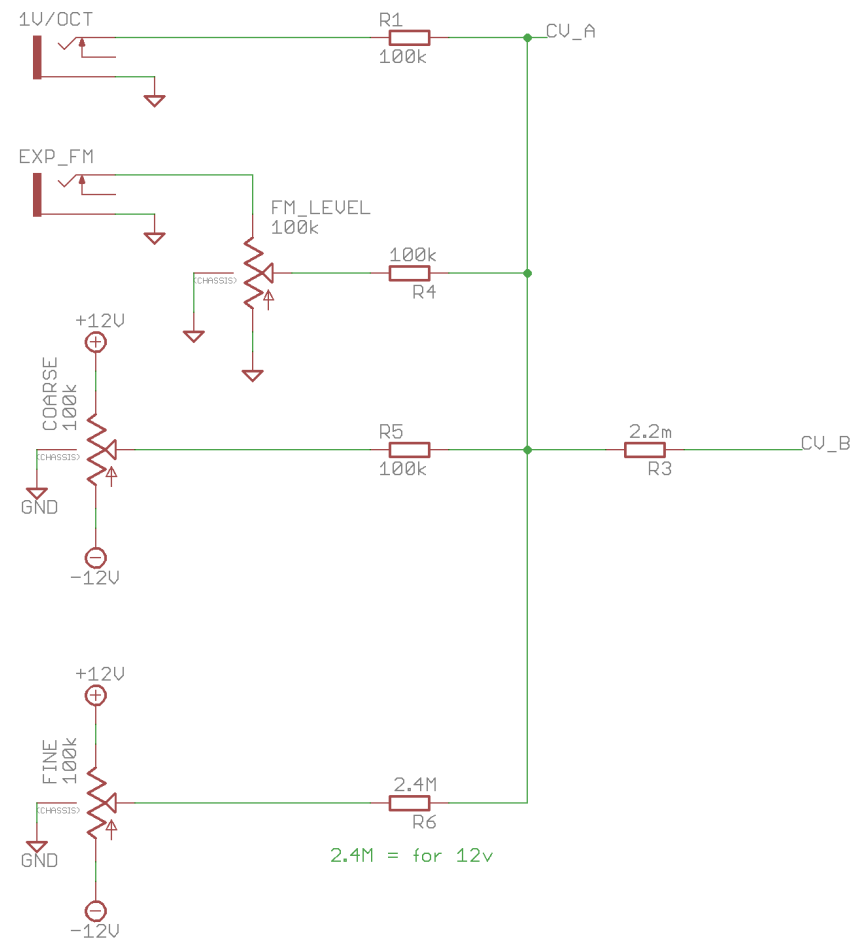 1V/OCT
R1
100k
CV_A
EXP_FM
FM_LEVEL
100k
(CHASSIS)
100k
R4
+12V
COARSE
100k
(CHASSIS)
GND
-12V
R5
100k
2.2m
R3
CV_B
+12V
FINE
100k
(CHASSIS)
GND
-12V
2.4M
R6
2.4M = for 12v